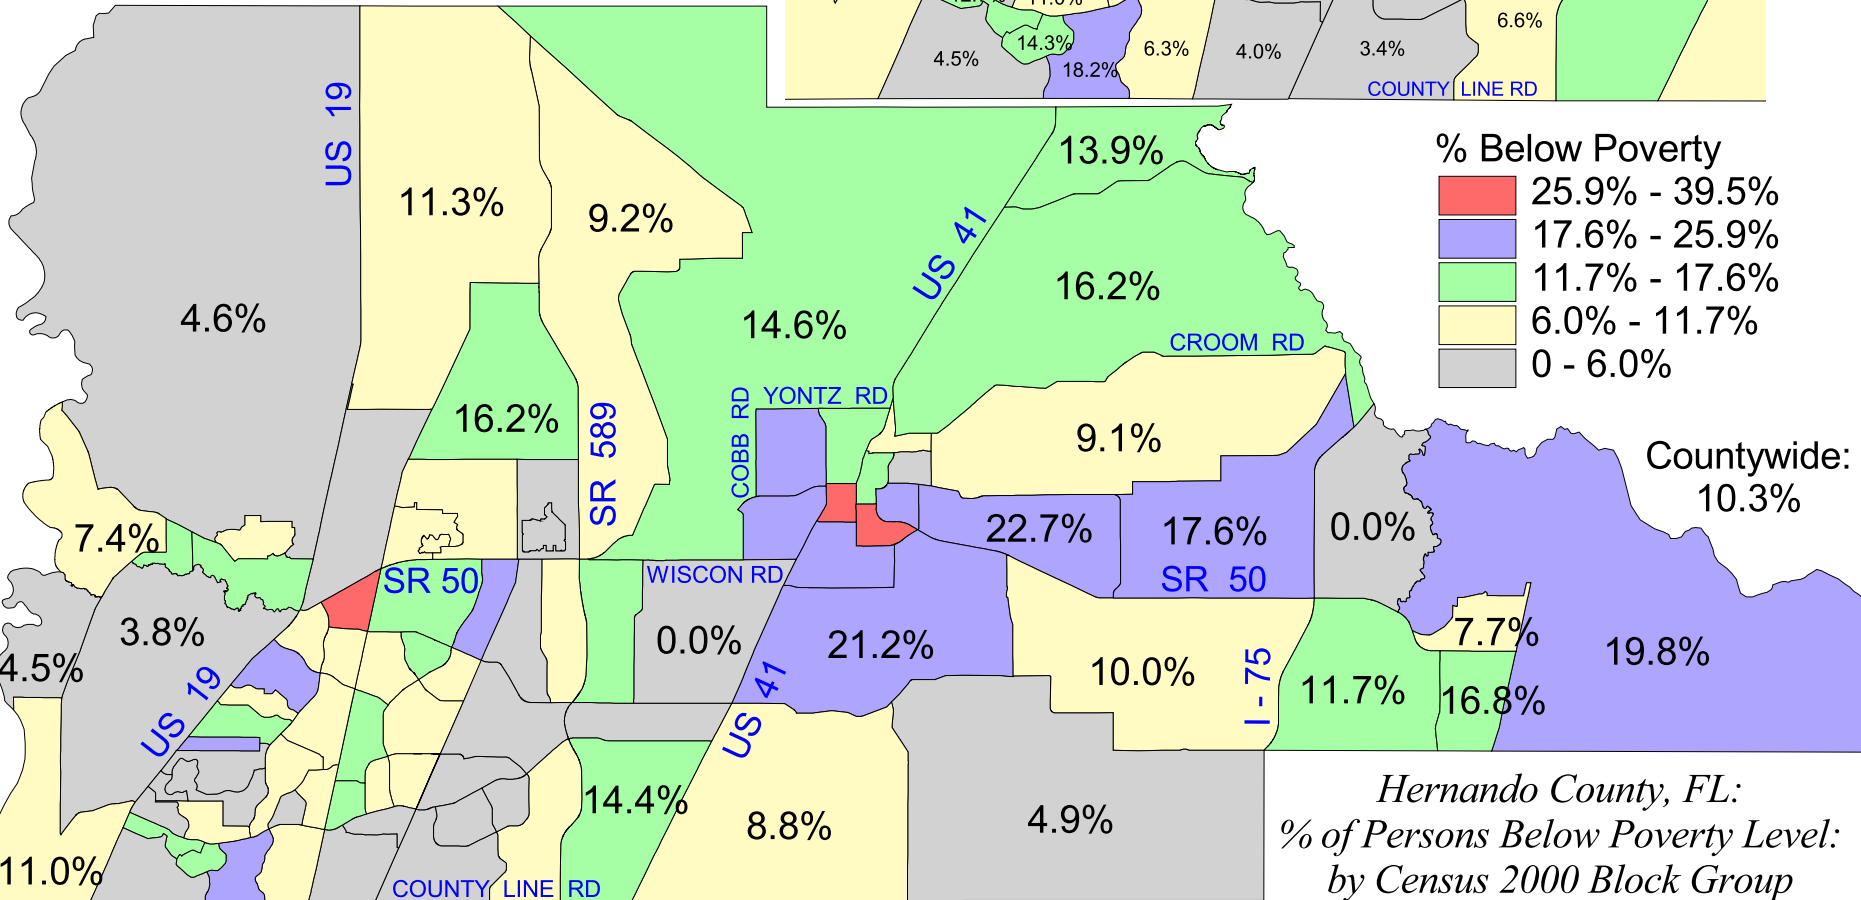 11.0%
6.6%
14.3%
6.3%
4.0%
3.4%
4.5%
18.2%
COUNTY LINE RD
US 19
13.9%
% Below Poverty
25.9% - 39.5%
17.6% - 25.9%
11.7% - 17.6%
6.0% - 11.7%
0 - 6.0%
11.3%
9.2%
US 41
4.6%
14.6%
16.2%
CROOM RD
YONTZ RD
COBB RD
16.2%
SR 589
9.1%
Countywide:
10.3%
7.4%
22.7%
17.6%
0.0%
SR 50
WISCON RD
SR 50
3.8%
0.0%
21.2%
7.7%
19.8%
4.5%
US 19
US 41
10.0%
I - 75
11.7%
16.8%
14.4%
8.8%
4.9%
Hernando County, FL:
% of Persons Below Poverty Level:
by Census 2000 Block Group
11.0%
COUNTY LINE RD